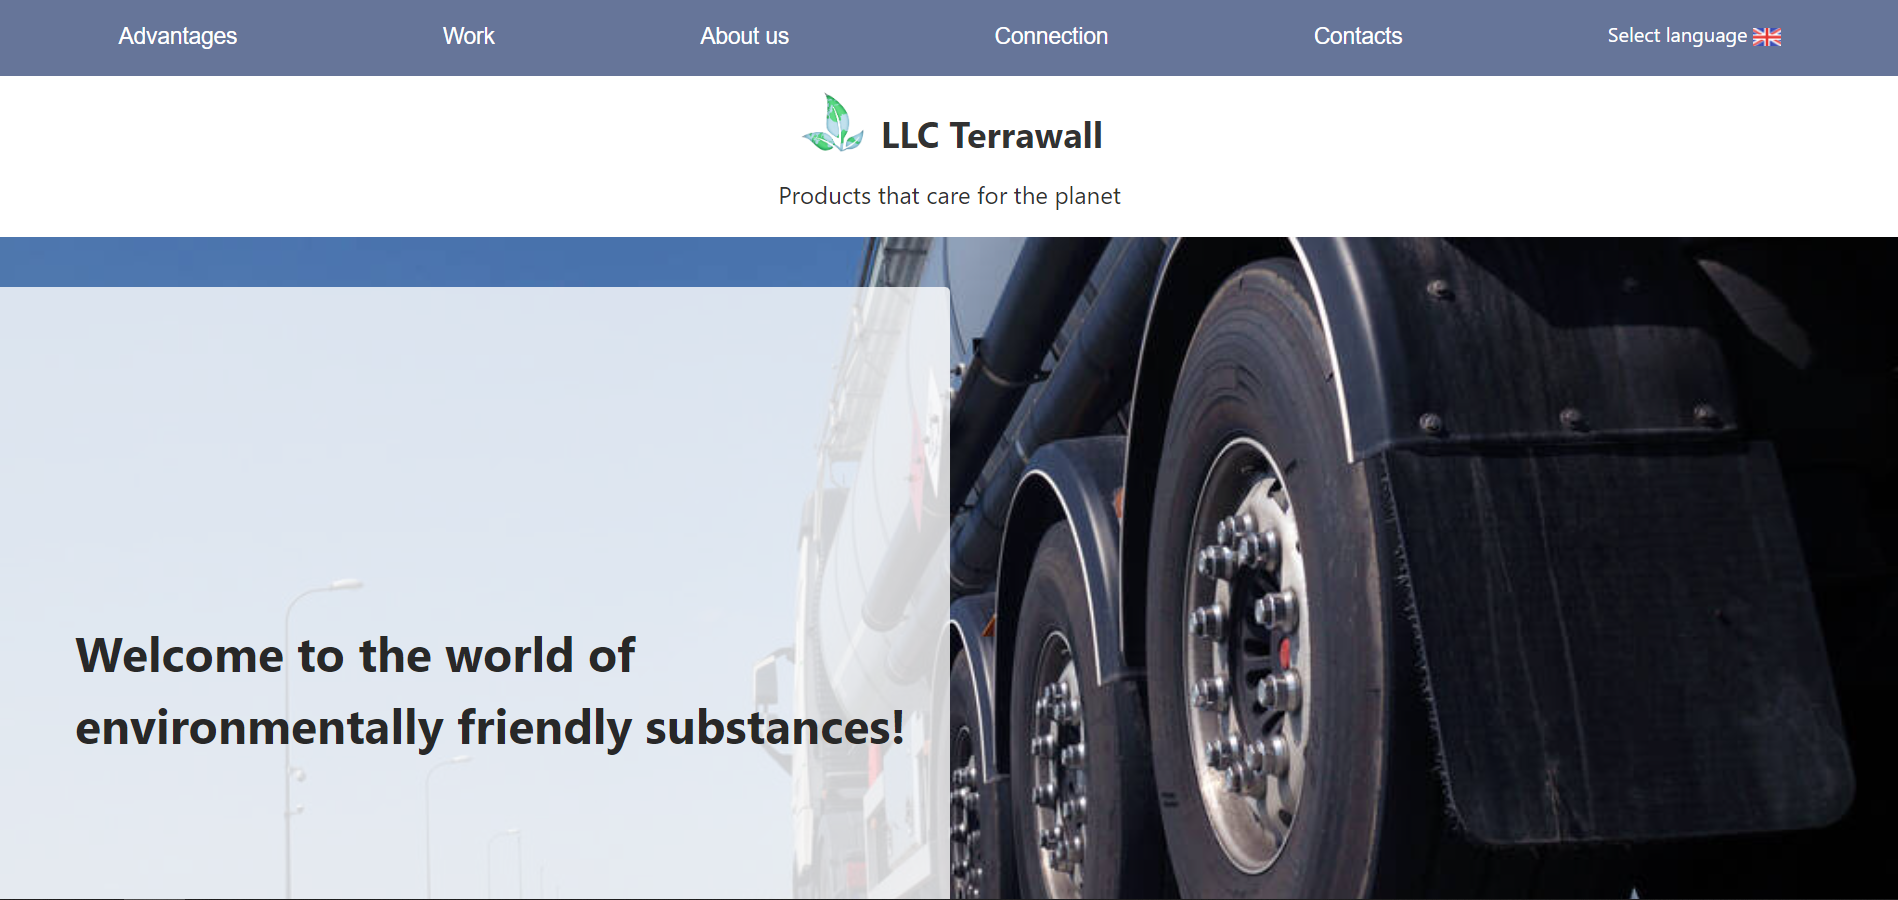 Advantages
Work
About us
Connection
Contacts
Select language
LLC Terrawall
Products that care for the planet
Welcome to the world of
environmentally friendly substances!